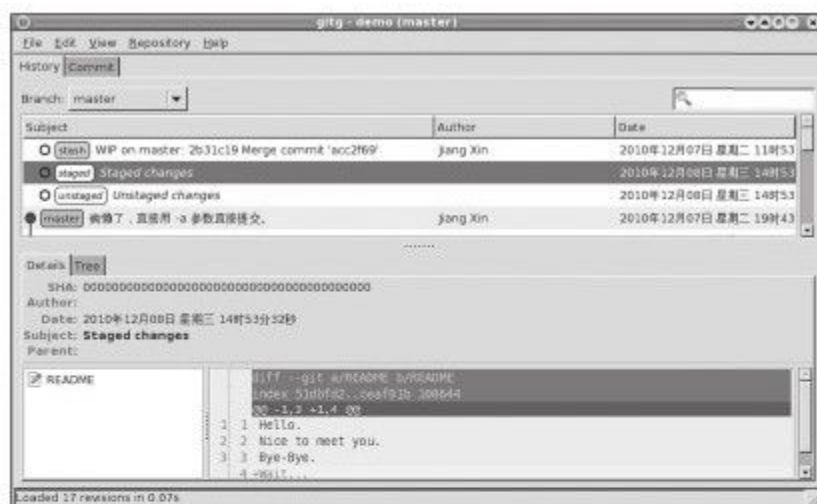 gitg - demo (master)
File Edit View Repository Help
History Commit
Branch: master
Subject Author Date
stash WIP on master: 2b31c19 Merge commit 'acc2f69' Jiang Xin 2010年12月07日 星期二 11时53
staged Staged changes 2010年12月08日 星期三 14时53
unstaged Unstaged changes 2010年12月08日 星期三 14时53
master 偷懒了，直接用 -a 参数直接提交。 Jiang Xin 2010年12月07日 星期二 19时43
Details Tree
SHA: 0000000000000000000000000000000000000000
Author:
Date: 2010年12月08日 星期三 14时53分32秒
Subject: Staged changes
Parent:
README
diff --git a/README b/README
index 51dbfd2..ceaf01b 100644
@@ -1,3 +1,4 @@
1 1 Hello.
2 2 Nice to meet you.
3 3 Bye-Bye.
4 +Wait...
Loaded 17 revisions in 0.07s